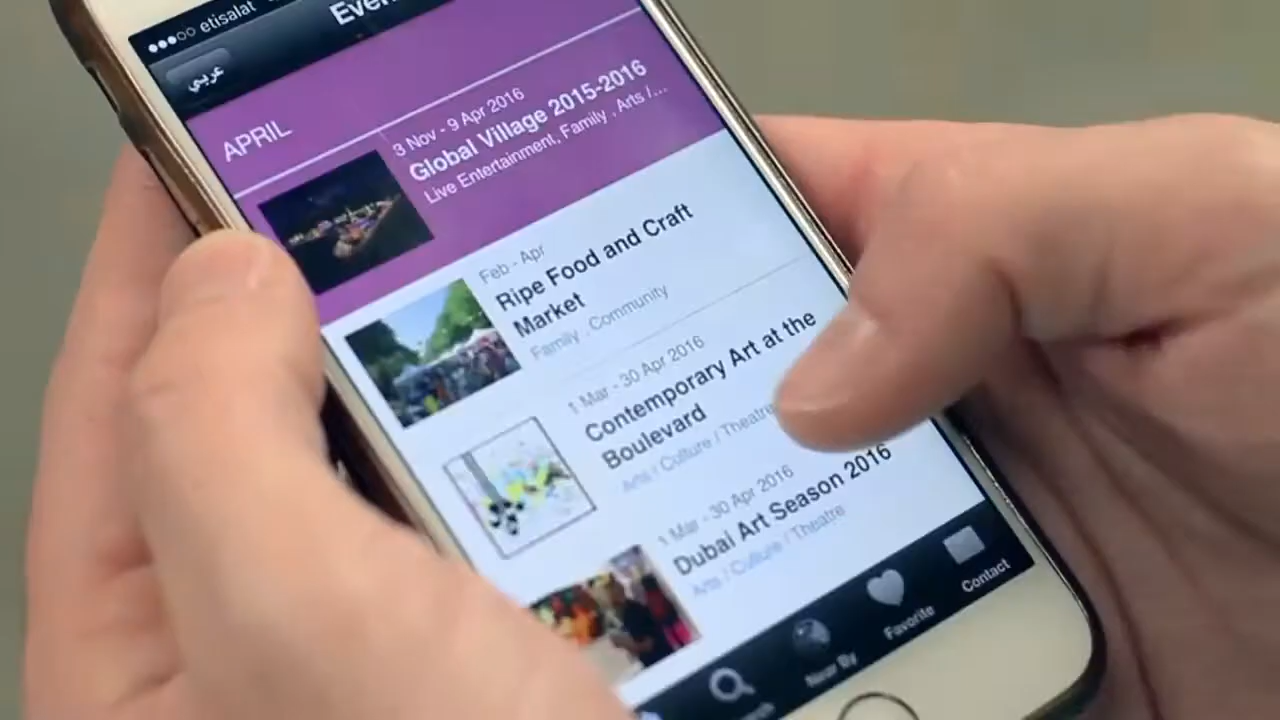 etisalat
عربي
APRIL
3 Nov - 9 Apr 2016
Global Village 2015-2016
Live Entertainment, Family , Arts /...
Feb - Apr
Ripe Food and Craft
Market
Family , Community
1 Mar - 30 Apr 2016
Contemporary Art at the
Boulevard
Arts / Culture / Theatre
1 Mar - 30 Apr 2016
Dubai Art Season 2016
Arts / Culture / Theatre
Near By
Favorite
Contact